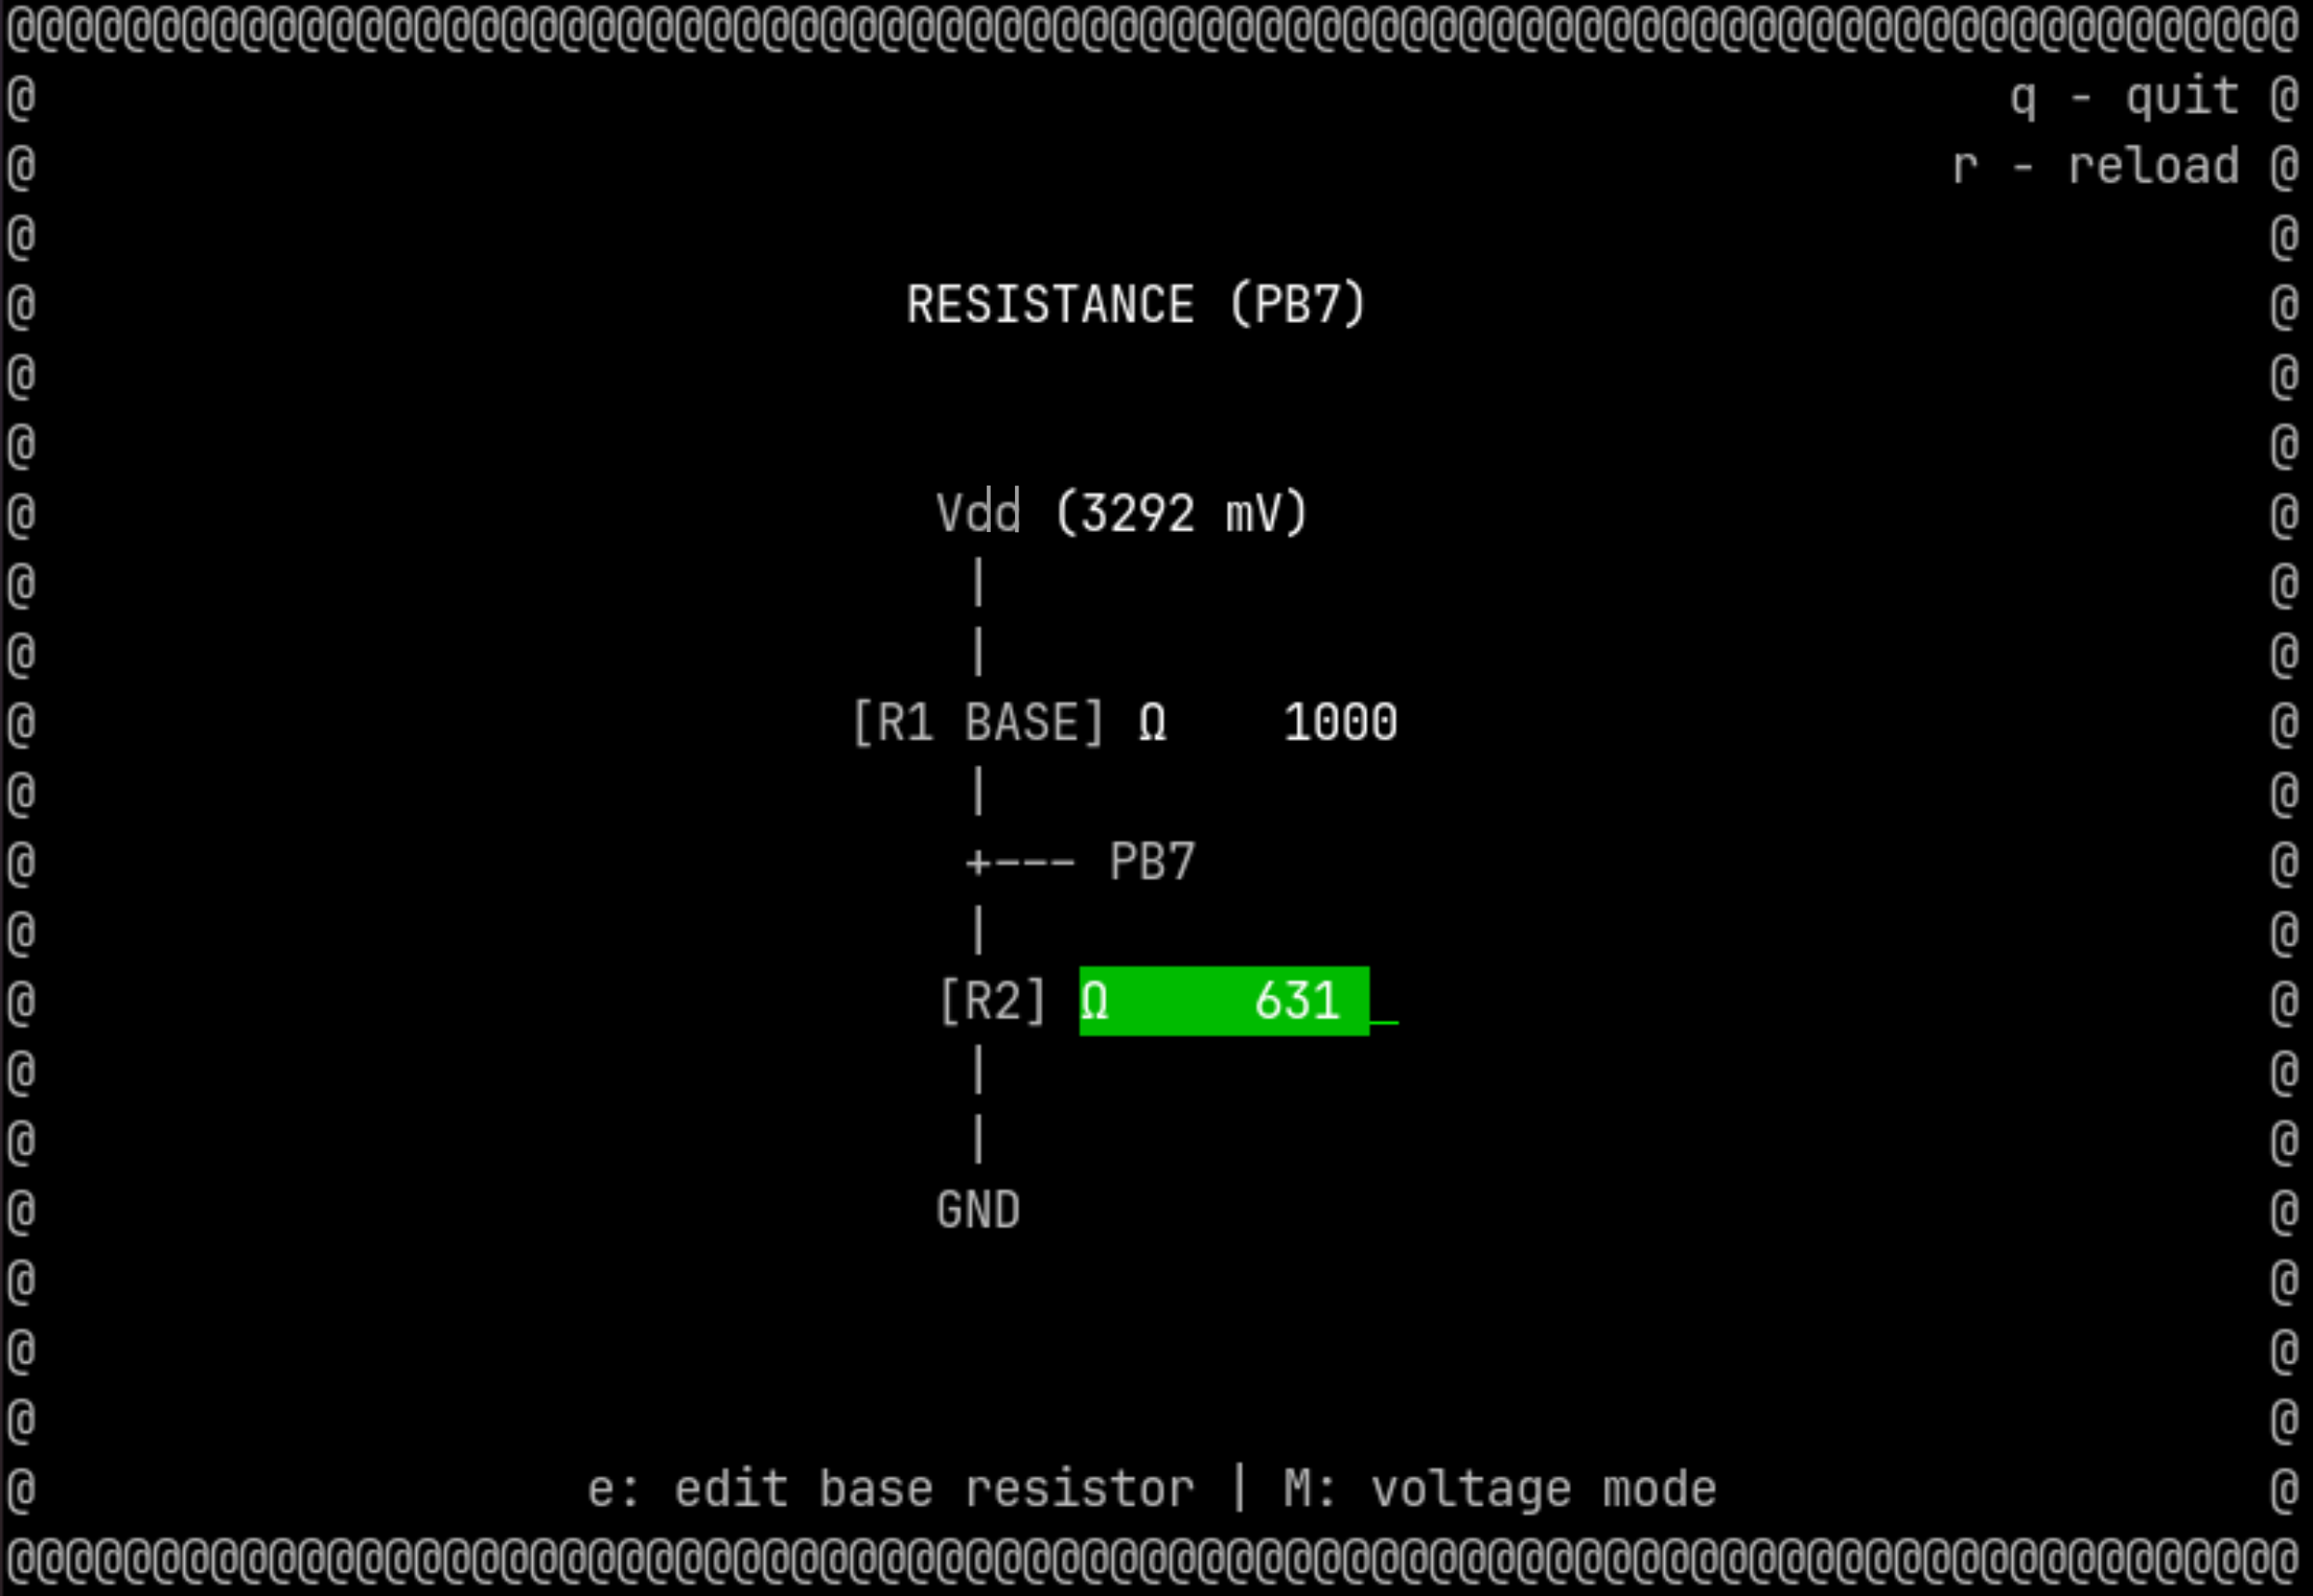 @@@@@@@@@@@@@@@@@@@@@@@@@@@@@@@@@@@@@@@@@@@@@@@@@@@@@@@@@@@@@@@@@@@@@@@@@@@@@@@
@ q - quit @
@ r - reload @
@ @
@ RESISTANCE (PB7) @
@ @
@ @
@ Vdd (3292 mV) @
@ | @
@ | @
@ [R1 BASE] Ω 1000 @
@ | @
@ +--- PB7 @
@ | @
@ [R2] Ω 631 _ @
@ | @
@ | @
@ GND @
@ @
@ @
@ @
@ e: edit base resistor | M: voltage mode @
@@@@@@@@@@@@@@@@@@@@@@@@@@@@@@@@@@@@@@@@@@@@@@@@@@@@@@@@@@@@@@@@@@@@@@@@@@@@@@@